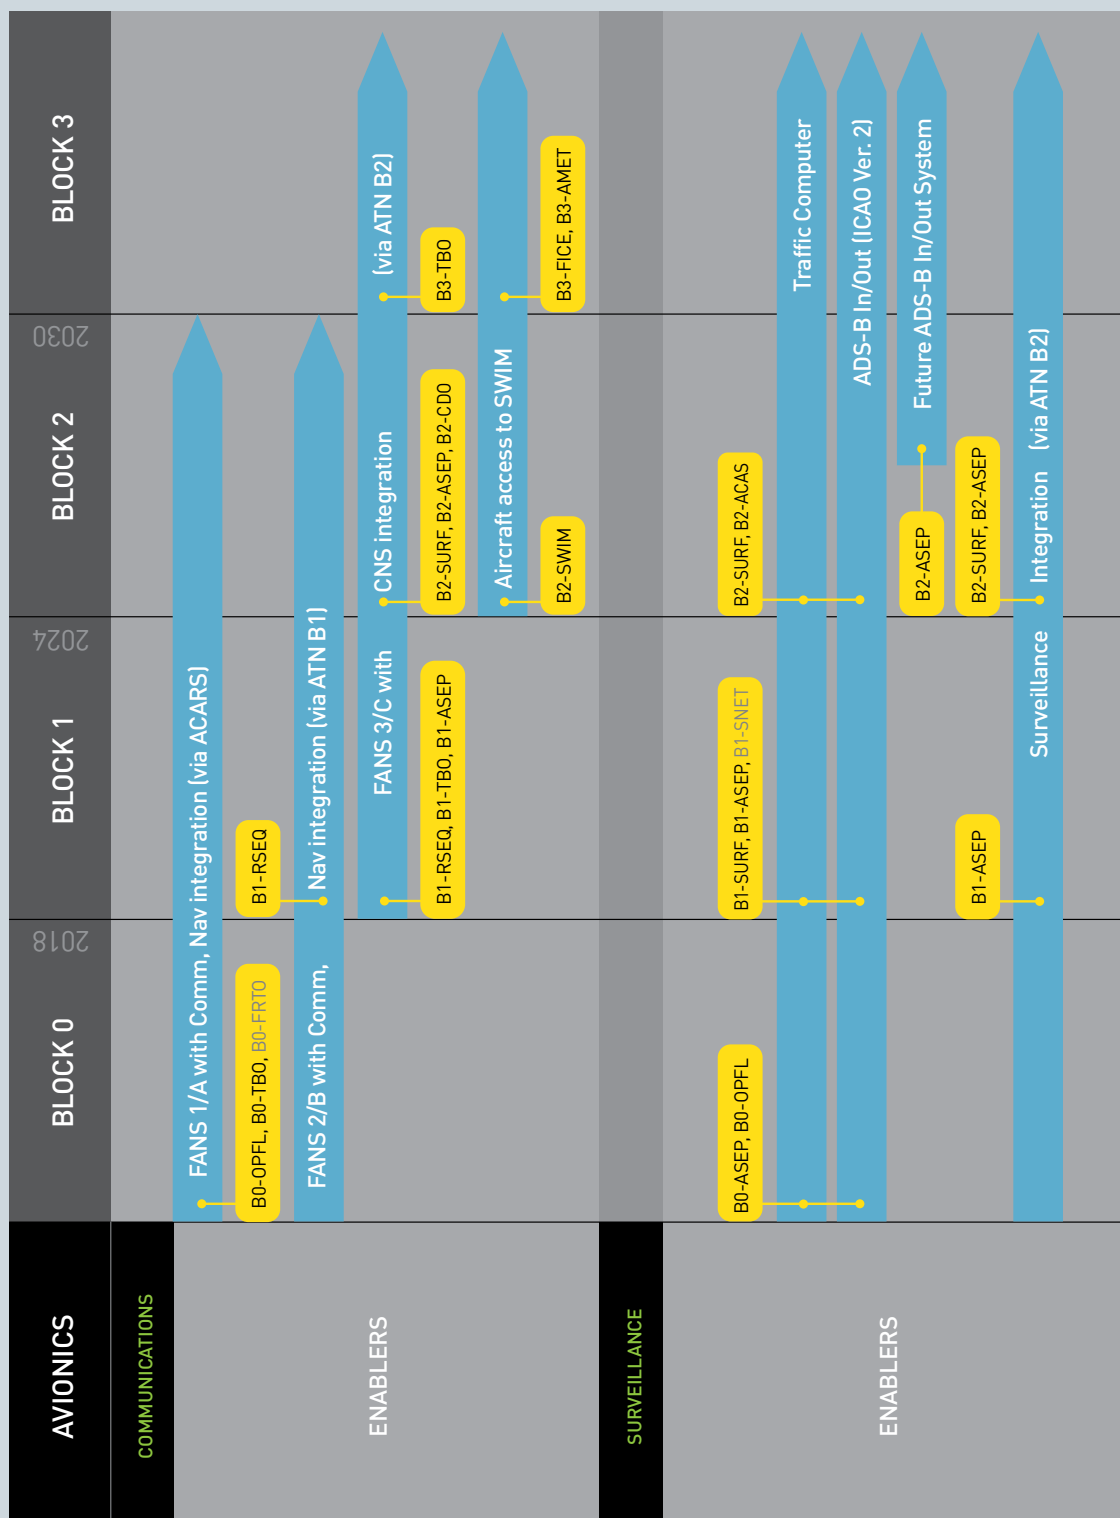 AVIONICS
BLOCK 0
2018
BLOCK 1
2024
BLOCK 2
2030
BLOCK 3
COMMUNICATIONS
ENABLERS
FANS 1/A with Comm, Nav integration (via ACARS)
B0-OPFL, B0-TBO, B0-FRTO
B1-RSEQ
FANS 2/B with Comm, Nav integration (via ATN B1)
FANS 3/C with CNS integration (via ATN B2)
B1-RSEQ, B1-TBO, B1-ASEP
B2-SURF, B2-ASEP, B2-CDO
B3-TBO
Aircraft access to SWIM
B2-SWIM
B3-FICE, B3-AMET
SURVEILLANCE
ENABLERS
B0-ASEP, B0-OPFL
B1-SURF, B1-ASEP, B1-SNET
B2-SURF, B2-ACAS
Traffic Computer
ADS-B In/Out (ICAO Ver. 2)
B2-ASEP
Future ADS-B In/Out System
B1-ASEP
B2-SURF, B2-ASEP
Surveillance Integration (via ATN B2)